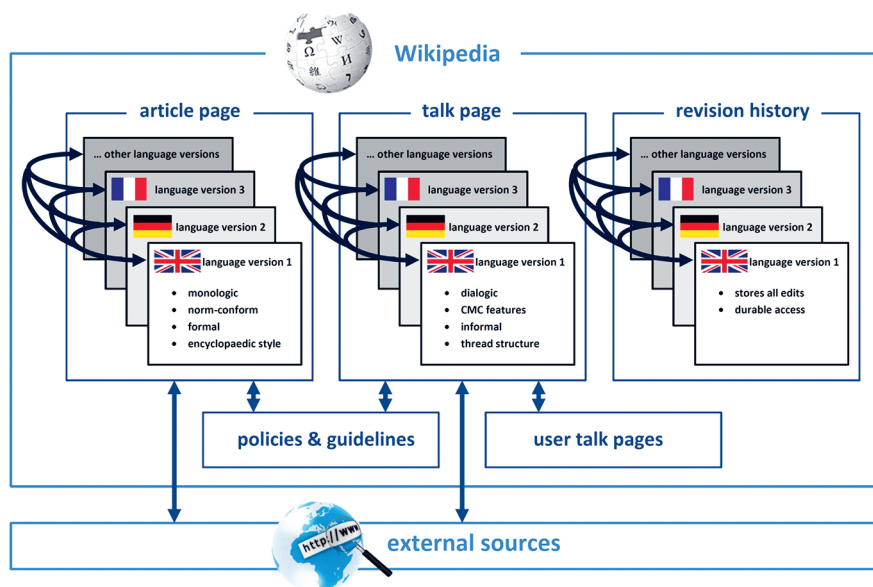 Wikipedia
article page
... other language versions
language version 3
language version 2
language version 1
• monologic
• norm-conform
• formal
• encyclopaedic style
talk page
... other language versions
language version 3
language version 2
language version 1
• dialogic
• CMC features
• informal
• thread structure
revision history
... other language versions
language version 3
language version 2
language version 1
• stores all edits
• durable access
policies & guidelines
user talk pages
http://www
external sources